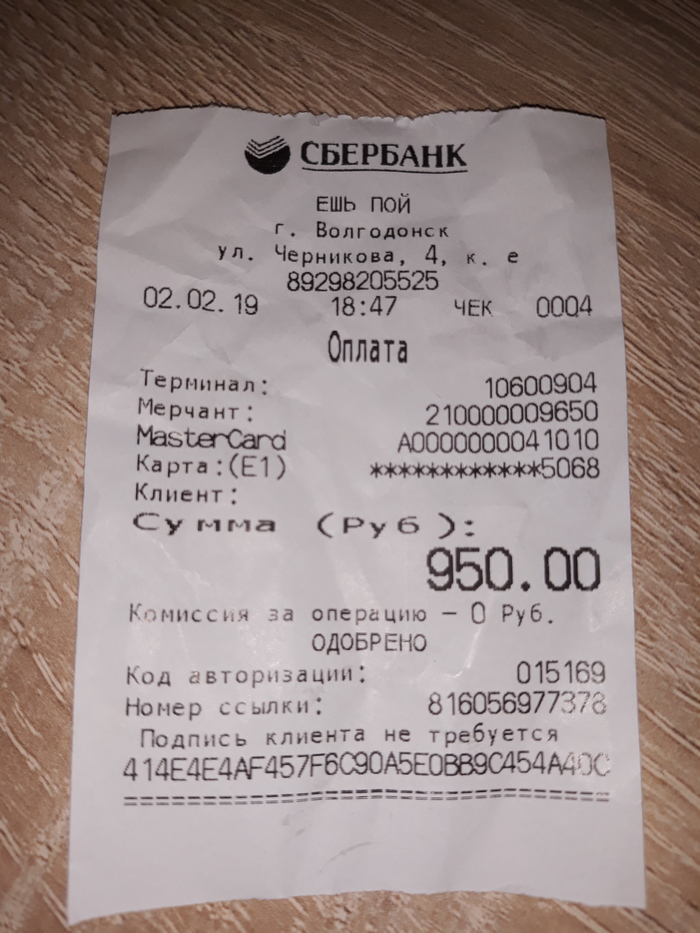 СБЕРБАНК
ЕШЬ ПОЙ
г. Волгодонск
ул. Черникова, 4, к. е
89298205525
02.02.19 18:47 ЧЕК 0004
Оплата
Терминал: 10600904
Мерчант: 210000009650
MasterCard A0000000041010
Карта:(E1) ************5068
Клиент:
Сумма (Руб):
950.00
Комиссия за операцию – 0 Руб.
ОДОБРЕНО
Код авторизации: 015169
Номер ссылки: 816056977378
Подпись клиента не требуется
414E4E4AF457F6C90A5E0BB9C454A40C